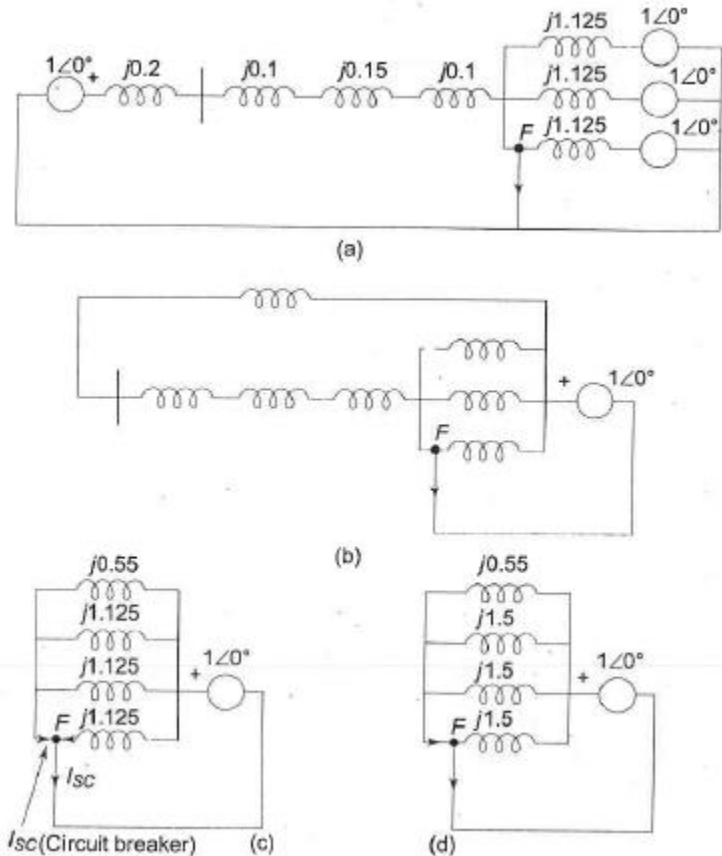 1∠0° + j0.2 j0.1 j0.15 j0.1 j1.125 1∠0°
j1.125 1∠0°
F j1.125 1∠0°
(a)
+ 1∠0°
F
(b)
j0.55
j1.125
j1.125
+ 1∠0°
F j1.125
ISC
ISC(Circuit breaker) (c)
j0.55
j1.5
j1.5
+ 1∠0°
F j1.5
(d)